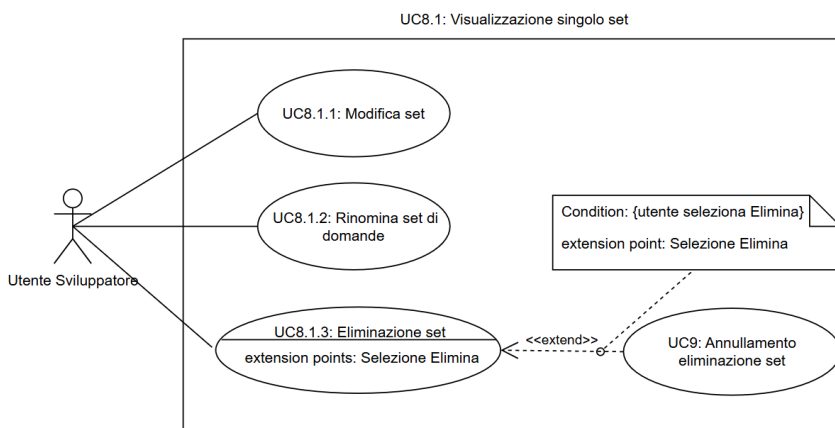 UC8.1: Visualizzazione singolo set
UC8.1.1: Modifica set
UC8.1.2: Rinomina set di
domande
Condition: {utente seleziona Elimina}
extension point: Selezione Elimina
Utente Sviluppatore
UC8.1.3: Eliminazione set
extension points: Selezione Elimina
<<extend>>
UC9: Annullamento
eliminazione set